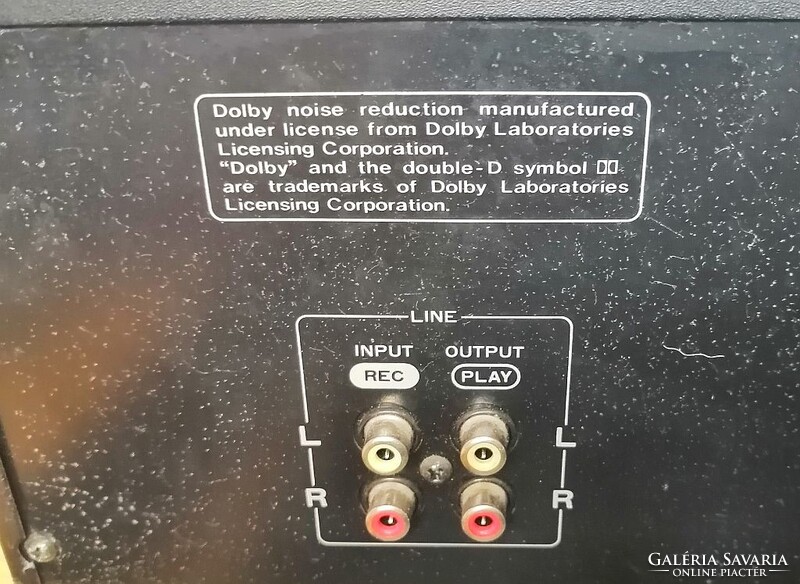 Dolby noise reduction manufactured
under license from Dolby Laboratories
Licensing Corporation.
“Dolby” and the double-D symbol
are trademarks of Dolby Laboratories
Licensing Corporation.
LINE
INPUT OUTPUT
REC PLAY
L L
R R
GALÉRIA SAVARIA
ONLINE PIACTÉR